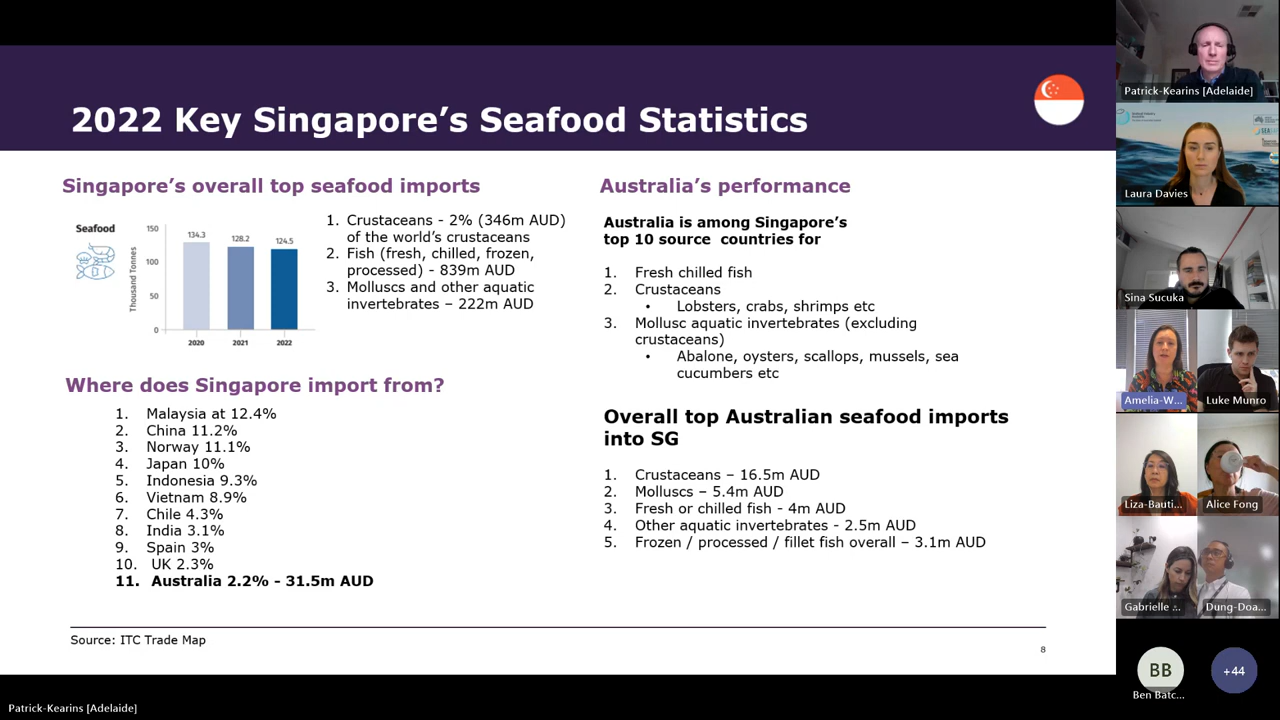 2022 Key Singapore's Seafood Statistics
Singapore's overall top seafood imports
Seafood
Thousand Tonnes
150
100
50
0
134.3
128.2
124.5
2020
2021
2022
1. Crustaceans - 2% (346m AUD)
of the world's crustaceans
2. Fish (fresh, chilled, frozen,
processed) - 839m AUD
3. Molluscs and other aquatic
invertebrates – 222m AUD
Where does Singapore import from?
1. Malaysia at 12.4%
2. China 11.2%
3. Norway 11.1%
4. Japan 10%
5. Indonesia 9.3%
6. Vietnam 8.9%
7. Chile 4.3%
8. India 3.1%
9. Spain 3%
10. UK 2.3%
11. Australia 2.2% - 31.5m AUD
Australia's performance
Australia is among Singapore's
top 10 source countries for
1. Fresh chilled fish
2. Crustaceans
• Lobsters, crabs, shrimps etc
3. Mollusc aquatic invertebrates (excluding
crustaceans)
• Abalone, oysters, scallops, mussels, sea
cucumbers etc
Overall top Australian seafood imports
into SG
1. Crustaceans – 16.5m AUD
2. Molluscs – 5.4m AUD
3. Fresh or chilled fish - 4m AUD
4. Other aquatic invertebrates - 2.5m AUD
5. Frozen / processed / fillet fish overall – 3.1m AUD
Source: ITC Trade Map
8
Patrick-Kearins [Adelaide]
Patrick-Kearins [Adelaide]
Laura Davies
Sina Sucuka
Amelia-W...
Luke Munro
Liza-Bauti...
Alice Fong
Gabrielle ...
Dung-Doa...
BB
Ben Batc...
+44